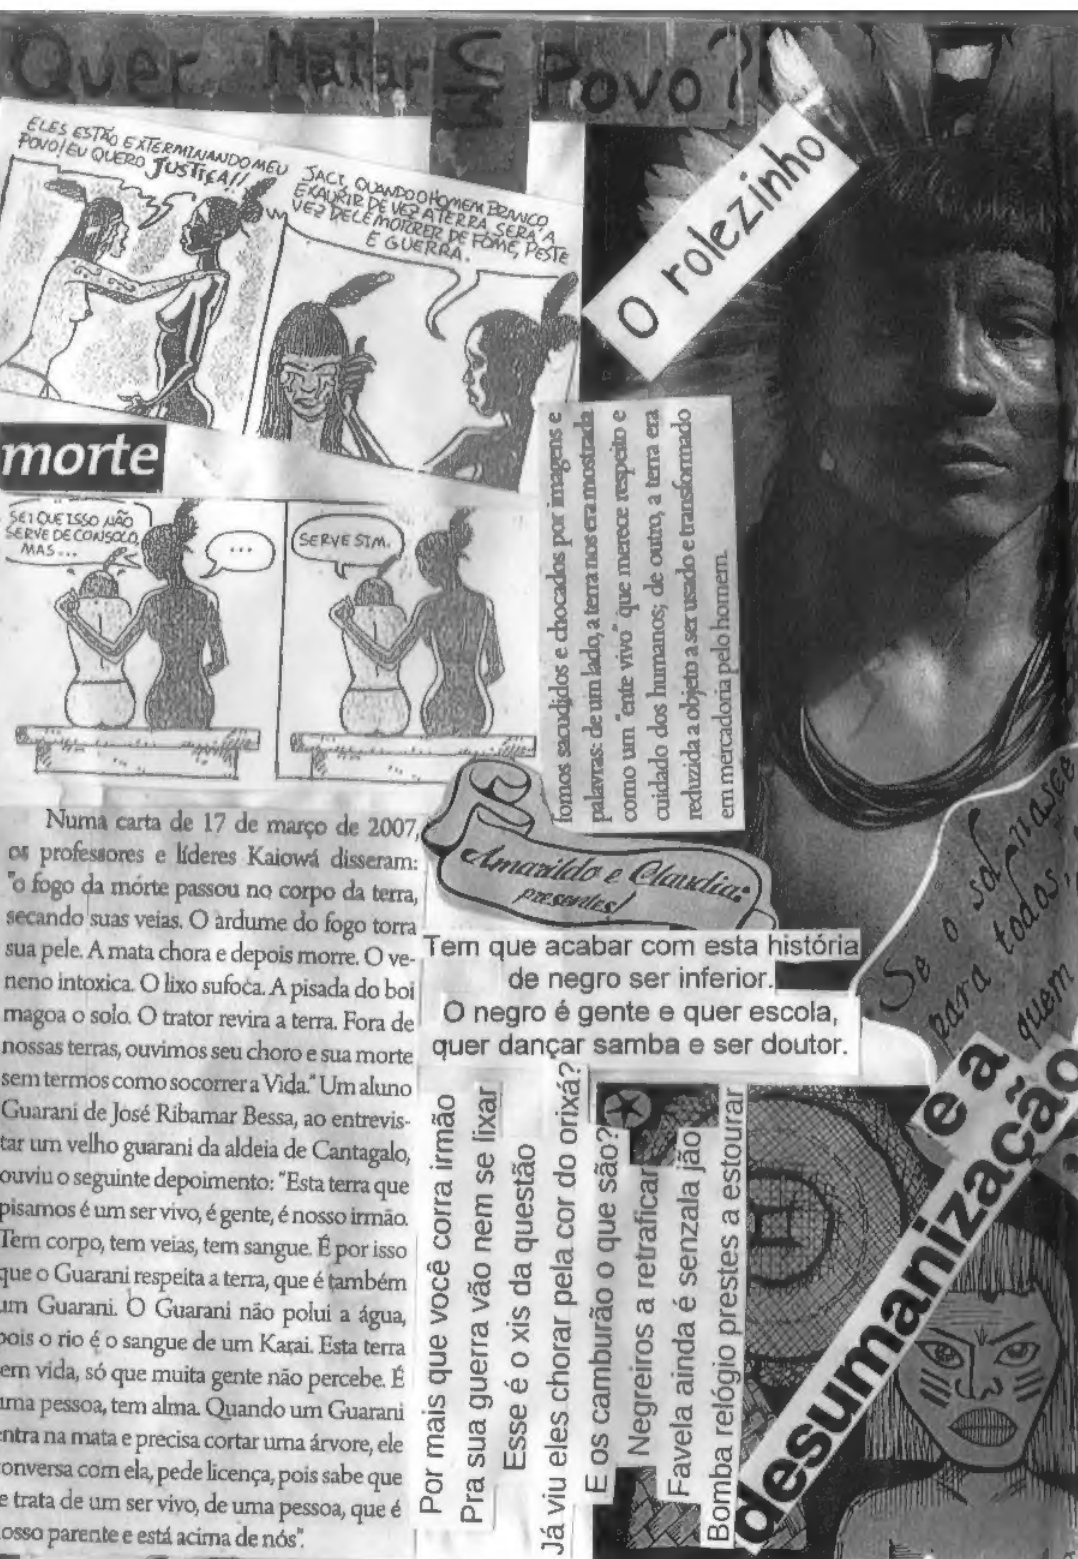 Quer Matar Um Povo?
ELES ESTÃO EXTERMINANDO MEU
POVO! EU QUERO JUSTIÇA!!
JACI, QUANDO O HOMEM BRANCO
EXAURIR DE VEZ A TERRA, SERÁ A
VEZ DELE MORRER DE FOME, PESTE
E GUERRA.
O rolezinho
morte
SEI QUE ISSO NÃO
SERVE DE CONSOLO,
MAS...
...
SERVE SIM.
fomos sacudidos e chocados por imagens e
palavras: de um lado, a terra nos era mostrada
como um "ente vivo" que merece respeito e
cuidado dos humanos; de outro, a terra era
reduzida a objeto a ser usado e transformado
em mercadoria pelo homem.
Numa carta de 17 de março de 2007,
os professores e líderes Kaiowá disseram:
"o fogo da mórte passou no corpo da terra,
secando suas veias. O ardume do fogo torra
sua pele. A mata chora e depois morre. O ve-
neno intoxica. O lixo sufoca. A pisada do boi
magoa o solo. O trator revira a terra. Fora de
nossas terras, ouvimos seu choro e sua morte
sem termos como socorrer a Vida." Um aluno
Guarani de José Ribamar Bessa, ao entrevis-
tar um velho guarani da aldeia de Cantagalo,
ouviu o seguinte depoimento: "Esta terra que
pisamos é um ser vivo, é gente, é nosso irmão.
Tem corpo, tem veias, tem sangue. É por isso
que o Guarani respeita a terra, que é também
um Guarani. O Guarani não polui a água,
pois o rio é o sangue de um Karai. Esta terra
em vida, só que muita gente não percebe. É
uma pessoa, tem alma. Quando um Guarani
entra na mata e precisa cortar uma árvore, ele
conversa com ela, pede licença, pois sabe que
e trata de um ser vivo, de uma pessoa, que é
osso parente e está acima de nós".
Amarildo e Claudia:
presentes!
Tem que acabar com esta história
de negro ser inferior.
O negro é gente e quer escola,
quer dançar samba e ser doutor.
Por mais que você corra irmão
Pra sua guerra vão nem se lixar
Esse é o xis da questão
Já viu eles chorar pela cor do orixá?
E os camburão o que são?
Negreiros a retraficar
Favela ainda é senzala jão
Bomba relógio prestes a estourar
Se o sol nasce
para todos,
quem
e a
desumanização